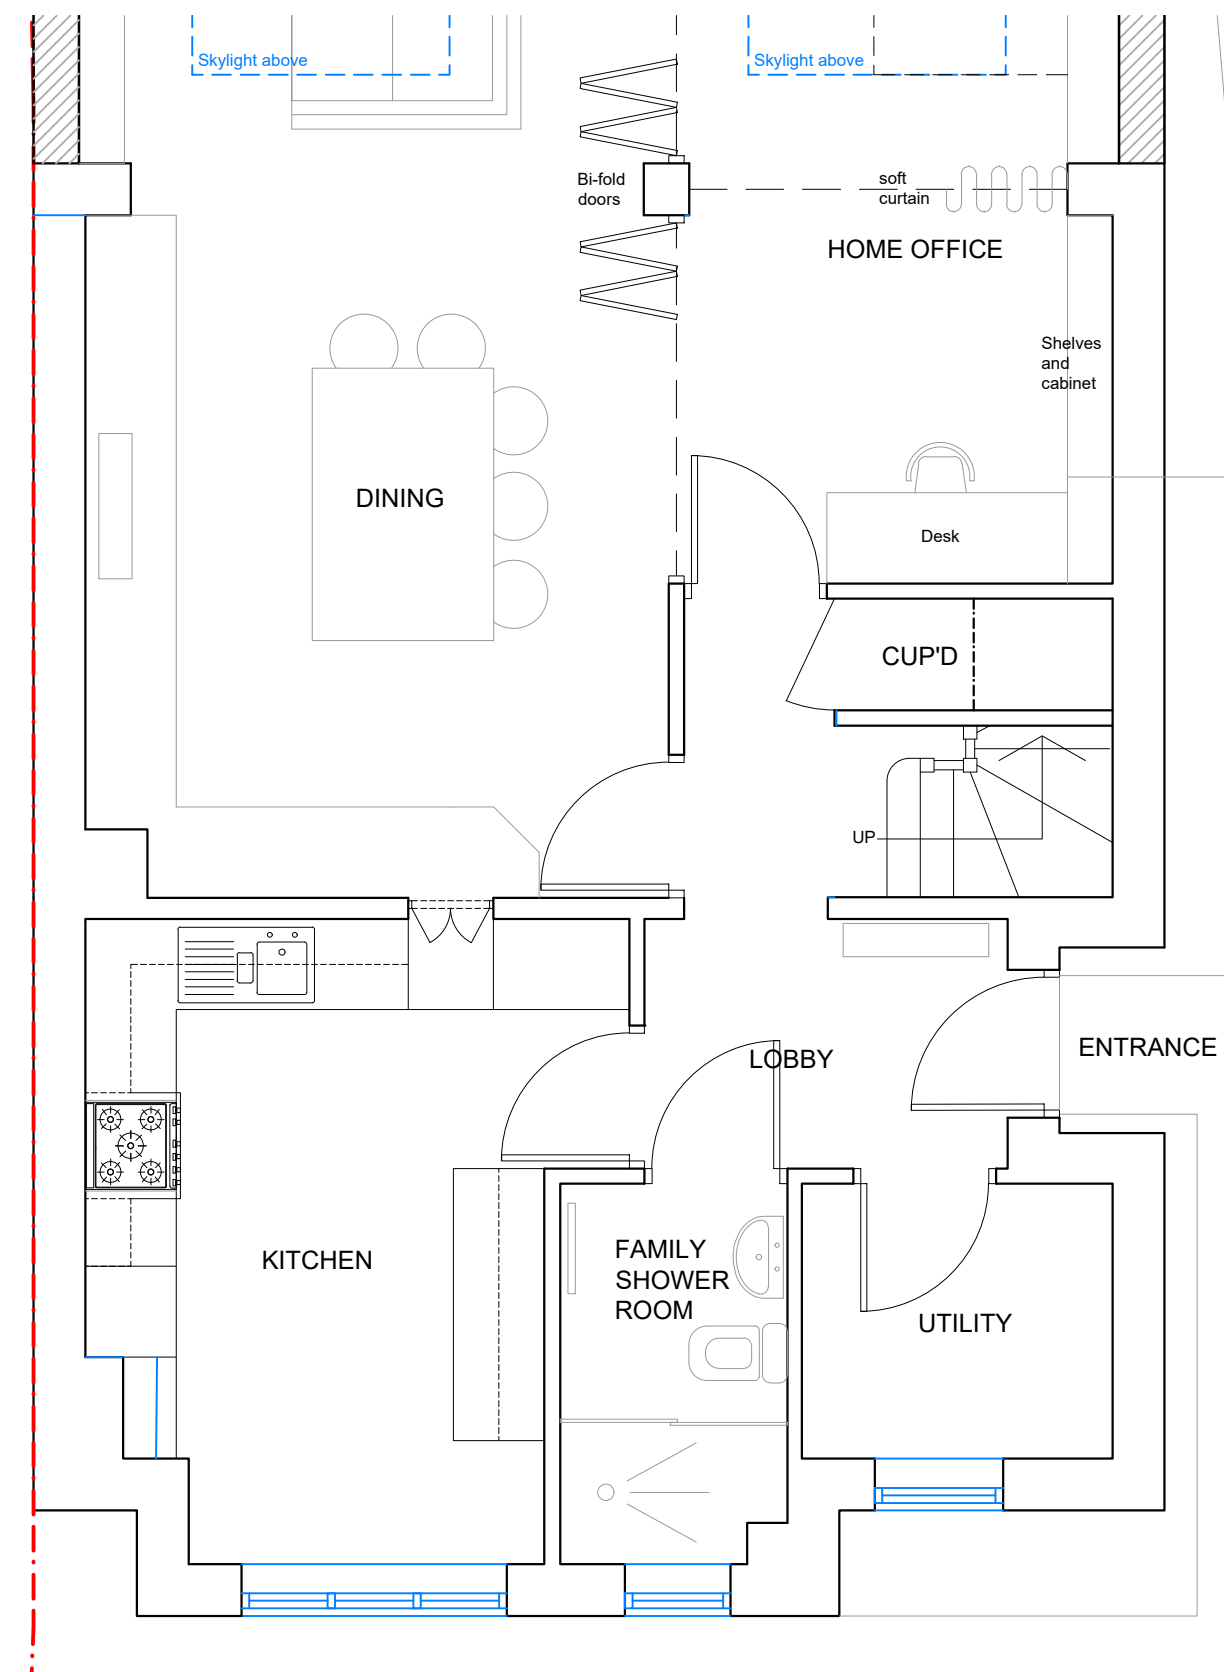 Skylight above
Skylight above
Bi-fold
doors
soft
curtain
HOME OFFICE
Shelves
and
cabinet
DINING
Desk
CUP'D
UP
LOBBY
ENTRANCE
KITCHEN
FAMILY
SHOWER
ROOM
UTILITY